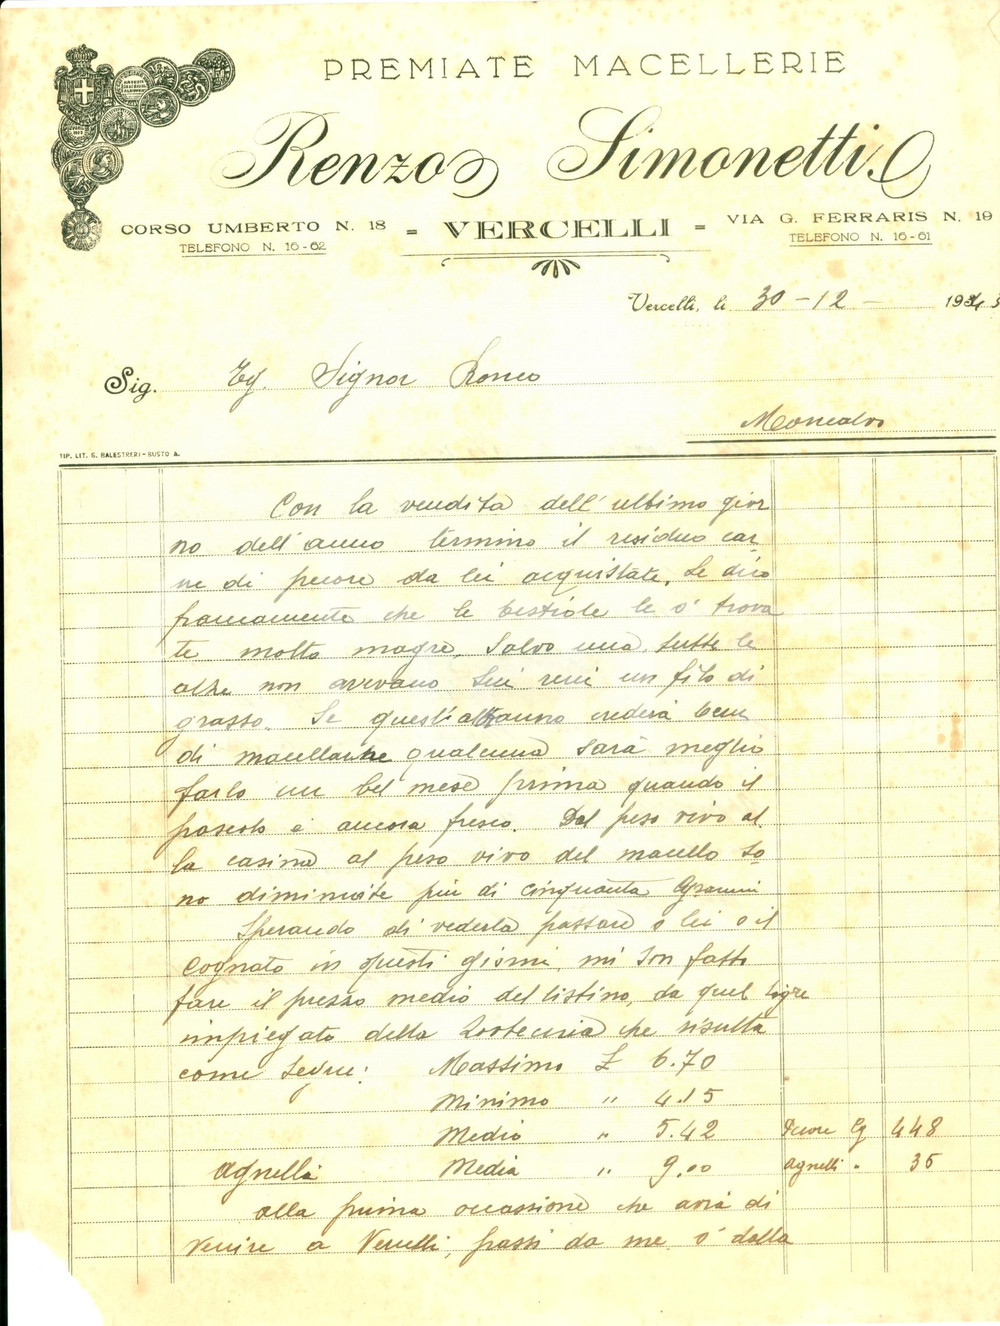 PREMIATE MACELLERIE
Renzo Simonetti
CORSO UMBERTO N. 18 = VERCELLI = VIA G. FERRARIS N. 19
TELEFONO N. 16-62 TELEFONO N. 16-61
Vercelli, li 30-12 1943
Sig. Eg. Signor Ronco
Moncalvo
TIP. LIT. G. BALESTRERI - BUSTO A.
Con la vendita dell'ultimo gior
no dell'anno termino il residuo car
ne di pecore da lei acquistate. Le dico
francamente che le bestiole le ò trova
te molto magre, salvo una, tutte le
altre non avevano sui reni un filo di
grasso. Se quest'altranno crederà bene
di macellarne qualcuna sarà meglio
farlo un bel mese prima quando il
pascolo è ancora fresco. Dal peso vivo al
la casina al peso vivo del macello so
no diminuite più di cinquanta Kgrammi
Sperando di vederla passare o lei o il
cognato in questi giorni, mi son fatto
fare il prezzo medio del listino, da quel
impiegato della Zootecnia che risulta
come segue: Massimo £ 6.70
Minimo " 4.15
Medio " 5.42 Pecore Kg 448
Agnelli Media " 9.00 Agnelli " 35
Alla prima occassione che avrà di
venire a Vercelli, passi da me o dalla